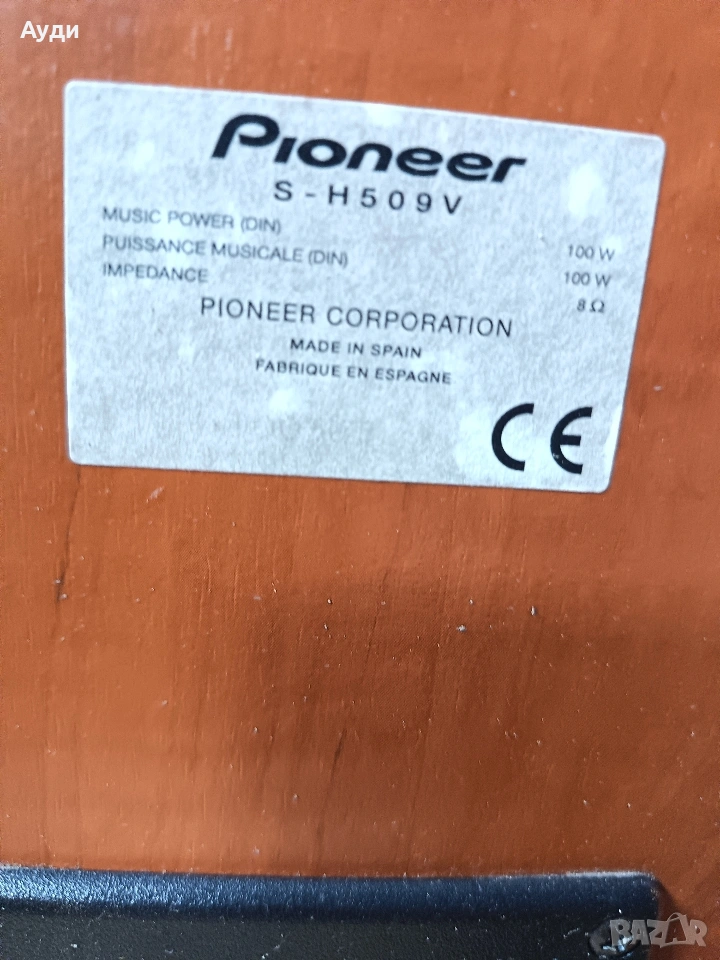 Ауди
Pioneer
S-H509V
MUSIC POWER (DIN) 100 W
PUISSANCE MUSICALE (DIN) 100 W
IMPEDANCE 8 Ω
PIONEER CORPORATION
MADE IN SPAIN
FABRIQUE EN ESPAGNE
CE
BAZAR